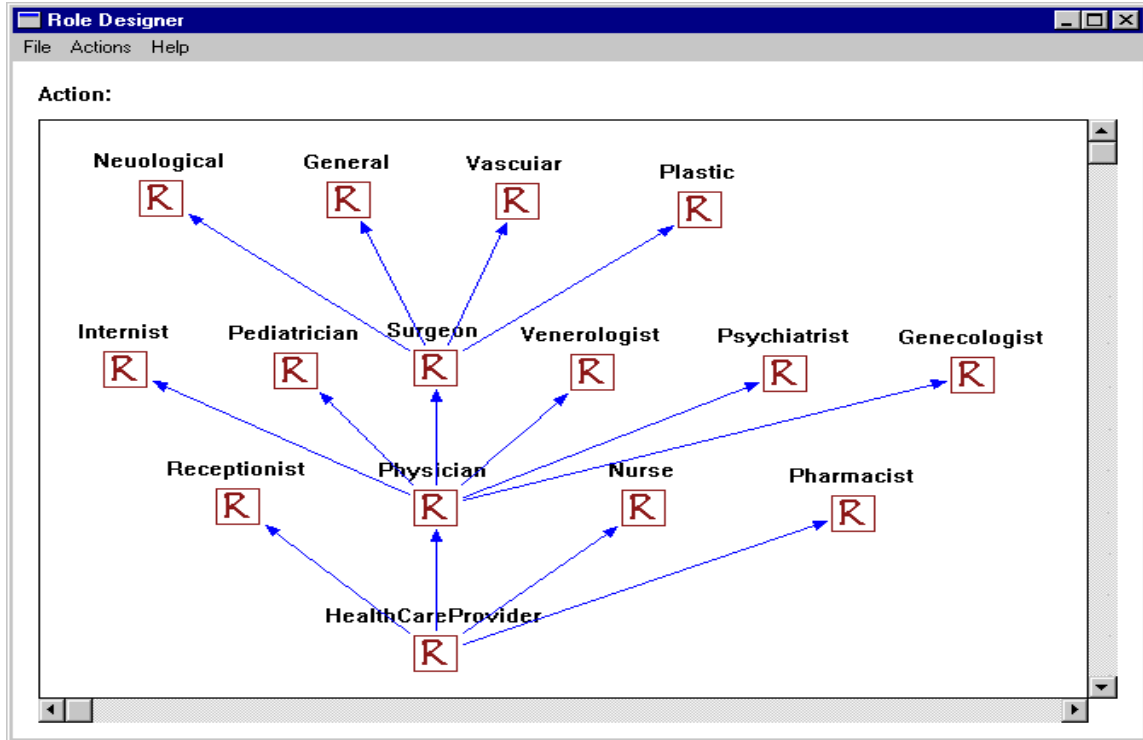 Role Designer
File Actions Help
Action:
Neuological General Vascuiar Plastic
R R R R
Internist Pediatrician Surgeon Venerologist Psychiatrist Genecologist
R R R R R R
Receptionist Physician Nurse Pharmacist
R R R R
HealthCareProvider
R